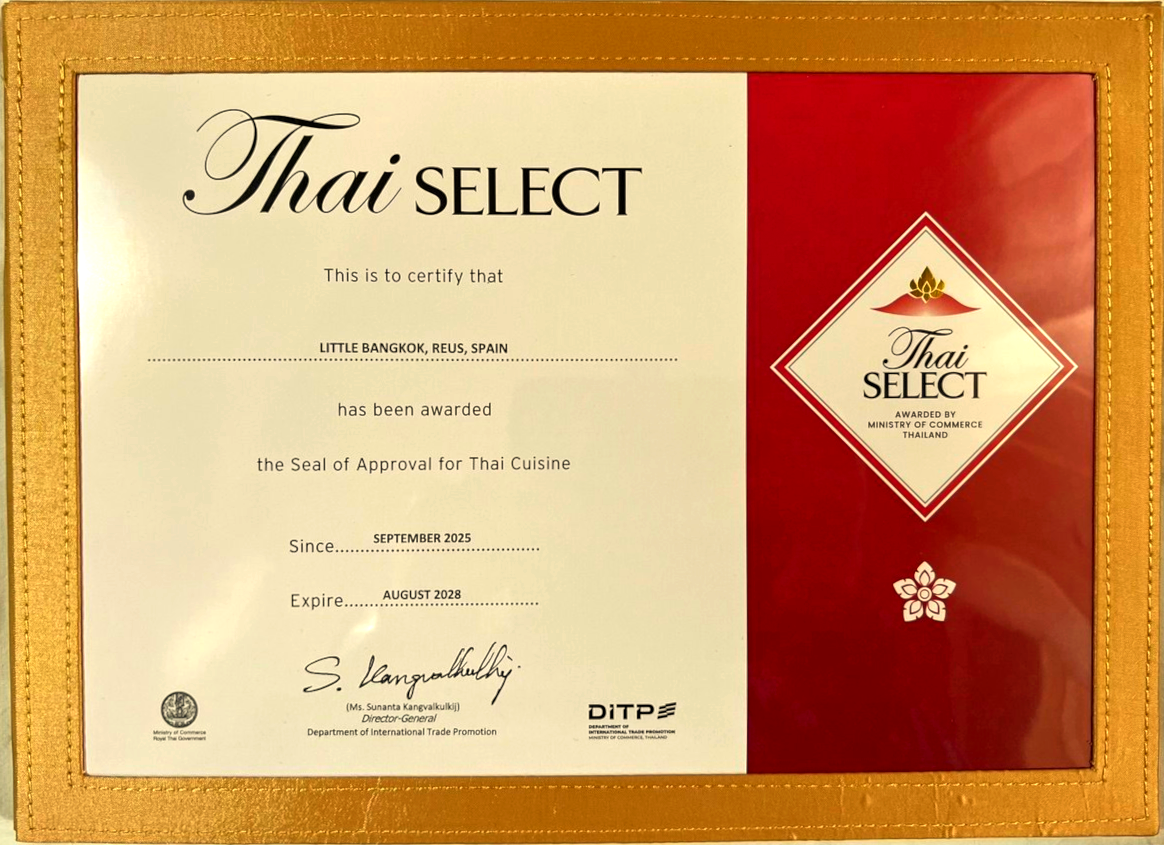 Thai SELECT
This is to certify that
LITTLE BANGKOK, REUS, SPAIN
has been awarded
the Seal of Approval for Thai Cuisine
Since SEPTEMBER 2025
Expire AUGUST 2028
S. Kangvalkulkij
(Ms. Sunanta Kangvalkulkij)
Director-General
Department of International Trade Promotion
Ministry of Commerce
Royal Thai Government
DiTP
DEPARTMENT OF
INTERNATIONAL TRADE PROMOTION
MINISTRY OF COMMERCE, THAILAND
Thai
SELECT
AWARDED BY
MINISTRY OF COMMERCE
THAILAND